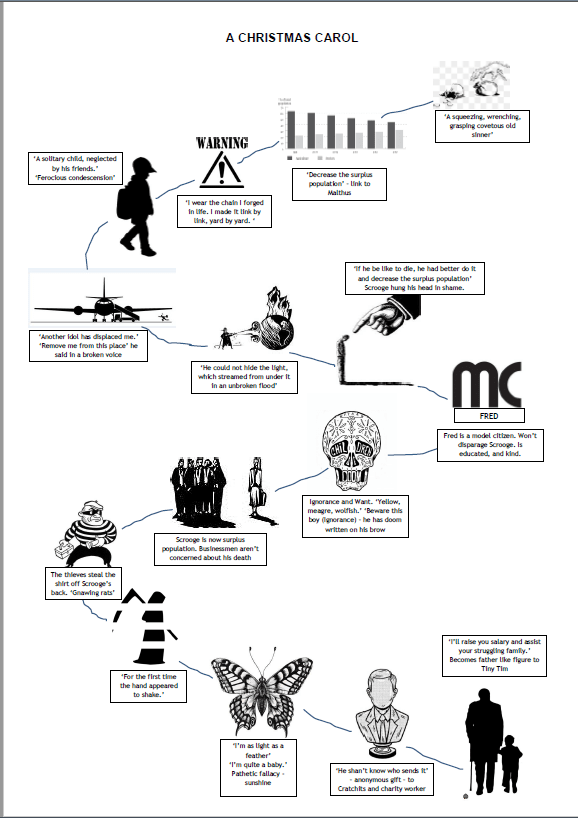 A CHRISTMAS CAROL
'A squeezing, wrenching,
grasping covetous old
sinner'
'Decrease the surplus
population' – link to
Malthus
WARNING
!
'I wear the chain I forged
in life. I made it link by
link, yard by yard. '
'A solitary child, neglected
by his friends.'
'Ferocious condescension'
'Another idol has displaced me.'
'Remove me from this place' he
said in a broken voice
'He could not hide the light,
which streamed from under it
in an unbroken flood'
'If he be like to die, he had better do it
and decrease the surplus population'
Scrooge hung his head in shame.
mc
FRED
Fred is a model citizen. Won't
disparage Scrooge. Is
educated, and kind.
DOOM
Ignorance and Want. 'Yellow,
meagre, wolfish.' 'Beware this
boy (ignorance) – he has doom
written on his brow
Scrooge is now surplus
population. Businessmen aren't
concerned about his death
The thieves steal the
shirt off Scrooge's
back. 'Gnawing rats'
'For the first time
the hand appeared
to shake.'
'I'm as light as a
feather'
'I'm quite a baby.'
Pathetic fallacy –
sunshine
'He shan't know who sends it'
– anonymous gift – to
Cratchits and charity worker
'I'll raise you salary and assist
your struggling family.'
Becomes father like figure to
Tiny Tim